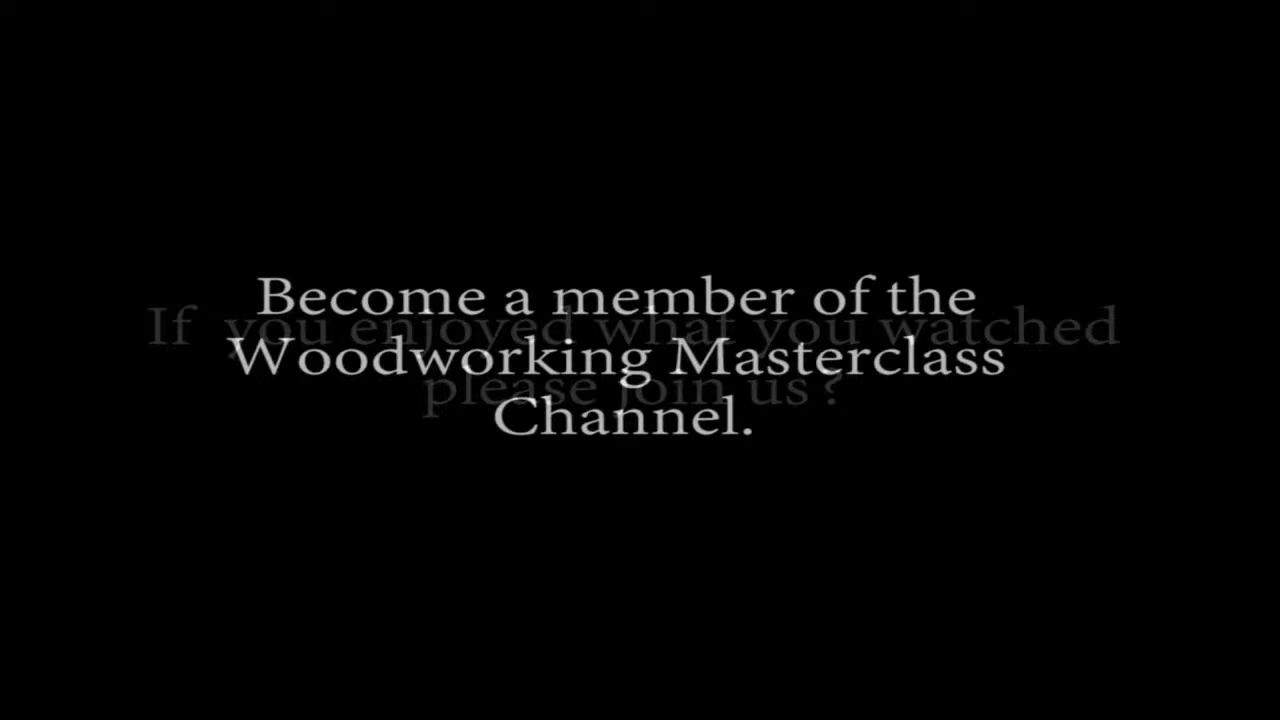 Become a member of the
If you enjoyed what you watched
Woodworking Masterclass
please join us?
Channel.